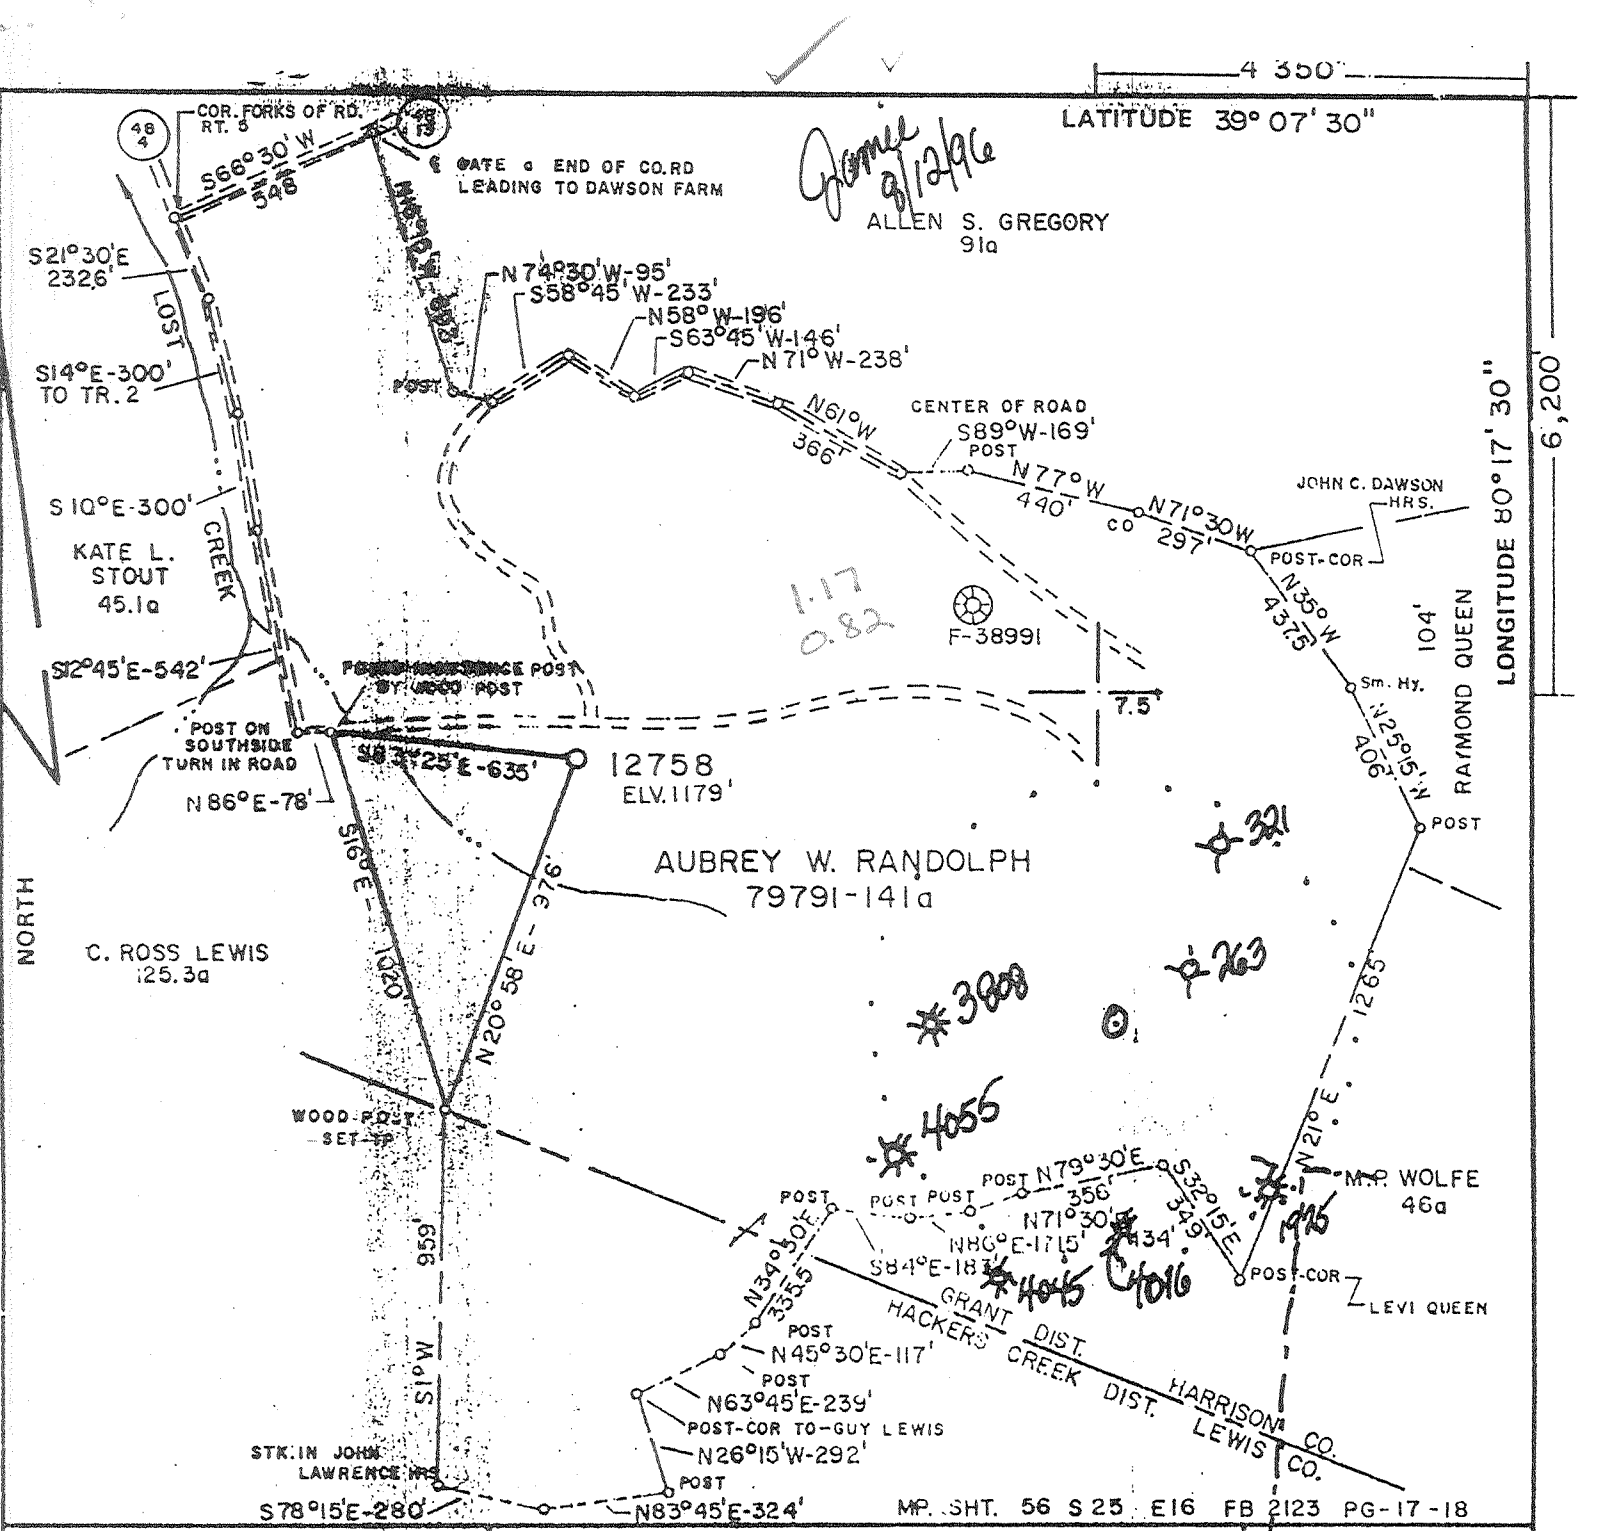 4 350'
LATITUDE 39° 07' 30"
COR. FORKS OF RD.
RT. 5
48
4
S66°30' W
548
GATE @ END OF CO.RD
LEADING TO DAWSON FARM
8/12/96
ALLEN S. GREGORY
91a
S21°30'E
232.6'
LOST
CREEK
N74°30'W-95'
S58°45' W-233'
N58° W-196'
S63°45' W-146'
N71° W-238'
S14°E-300'
TO TR. 2
POST
N61°W
366'
CENTER OF ROAD
S89°W-169'
POST
N77°W
440'
CO
N71°30W
297'
JOHN C. DAWSON
HRS.
POST-COR
LONGITUDE 80° 17' 30"
6,200'
S10°E-300'
KATE L.
STOUT
45.1a
1.17
0.82
F-38991
N35°W
437.5
104'
RAYMOND QUEEN
Sm. Hy.
S12°45'E-542'
POST
BY WOOD POST
7.5'
N25°15'W
406'
POST ON
SOUTHSIDE
TURN IN ROAD
S83°25'E-635'
12758
ELV. 1179'
N86°E-78'
POST
321
S16°E - 1020'
N20°58'E-976'
AUBREY W. RANDOLPH
79791-141a
NORTH
C. ROSS LEWIS
125.3a
263
3808
1265'
N21°E
4055
WOOD POST
SET-IP
POST
POST
POST
POST
N79°30'E
356'
S32°15'E
349'
M.P. WOLFE
46a
N71°30'E
134'
N86°E-171.5'
S84°E-183'
4045
4016
POST-COR
LEVI QUEEN
N34°30'E
335.5
959'
S1°W
GRANT DIST.
HACKERS CREEK DIST.
HARRISON CO.
LEWIS CO.
POST
N45°30'E-117'
POST
N63°45'E-239'
POST-COR TO-GUY LEWIS
N26°15'W-292'
STK. IN JOHN
LAWRENCE HRS
POST
S78°15'E-280'
N83°45'E-324'
MP. SHT. 56 S25 E16 FB 2123 PG-17-18